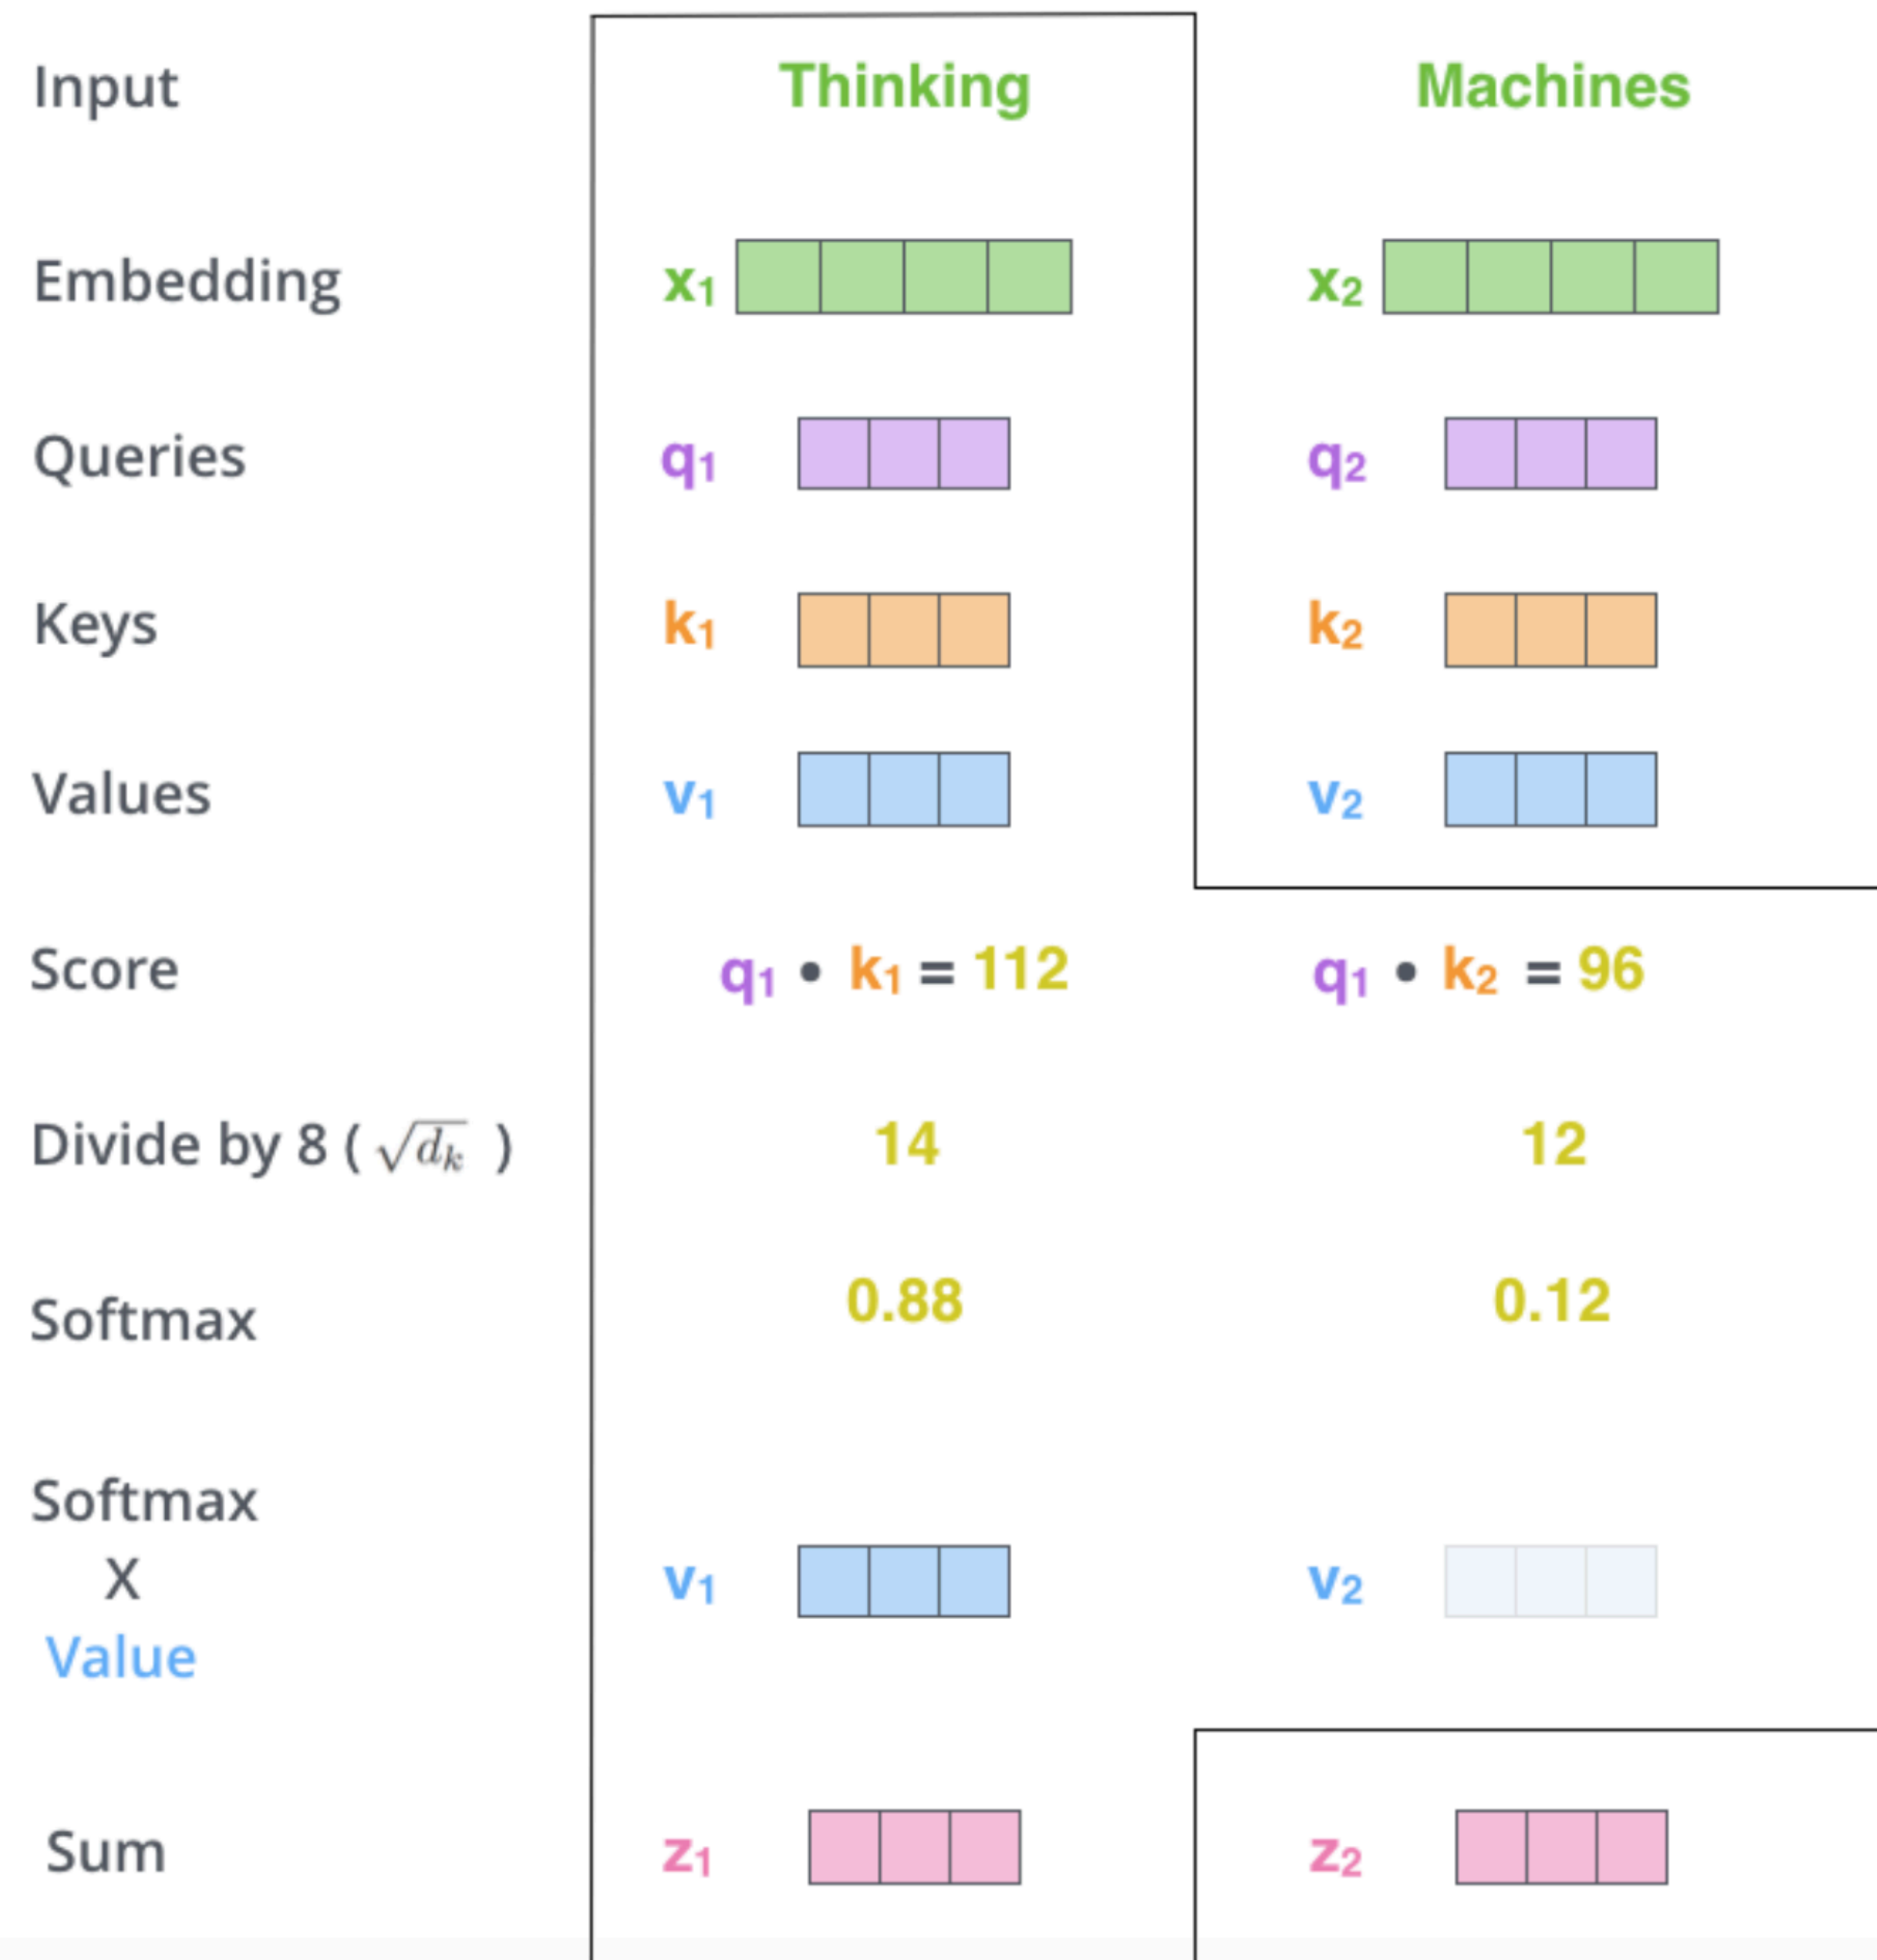 Input Thinking Machines
Embedding x₁ x₂
Queries q₁ q₂
Keys k₁ k₂
Values v₁ v₂
Score q₁ • k₁ = 112 q₁ • k₂ = 96
Divide by 8 ( √dₖ ) 14 12
Softmax 0.88 0.12
Softmax
X
Value
v₁ v₂
Sum z₁ z₂